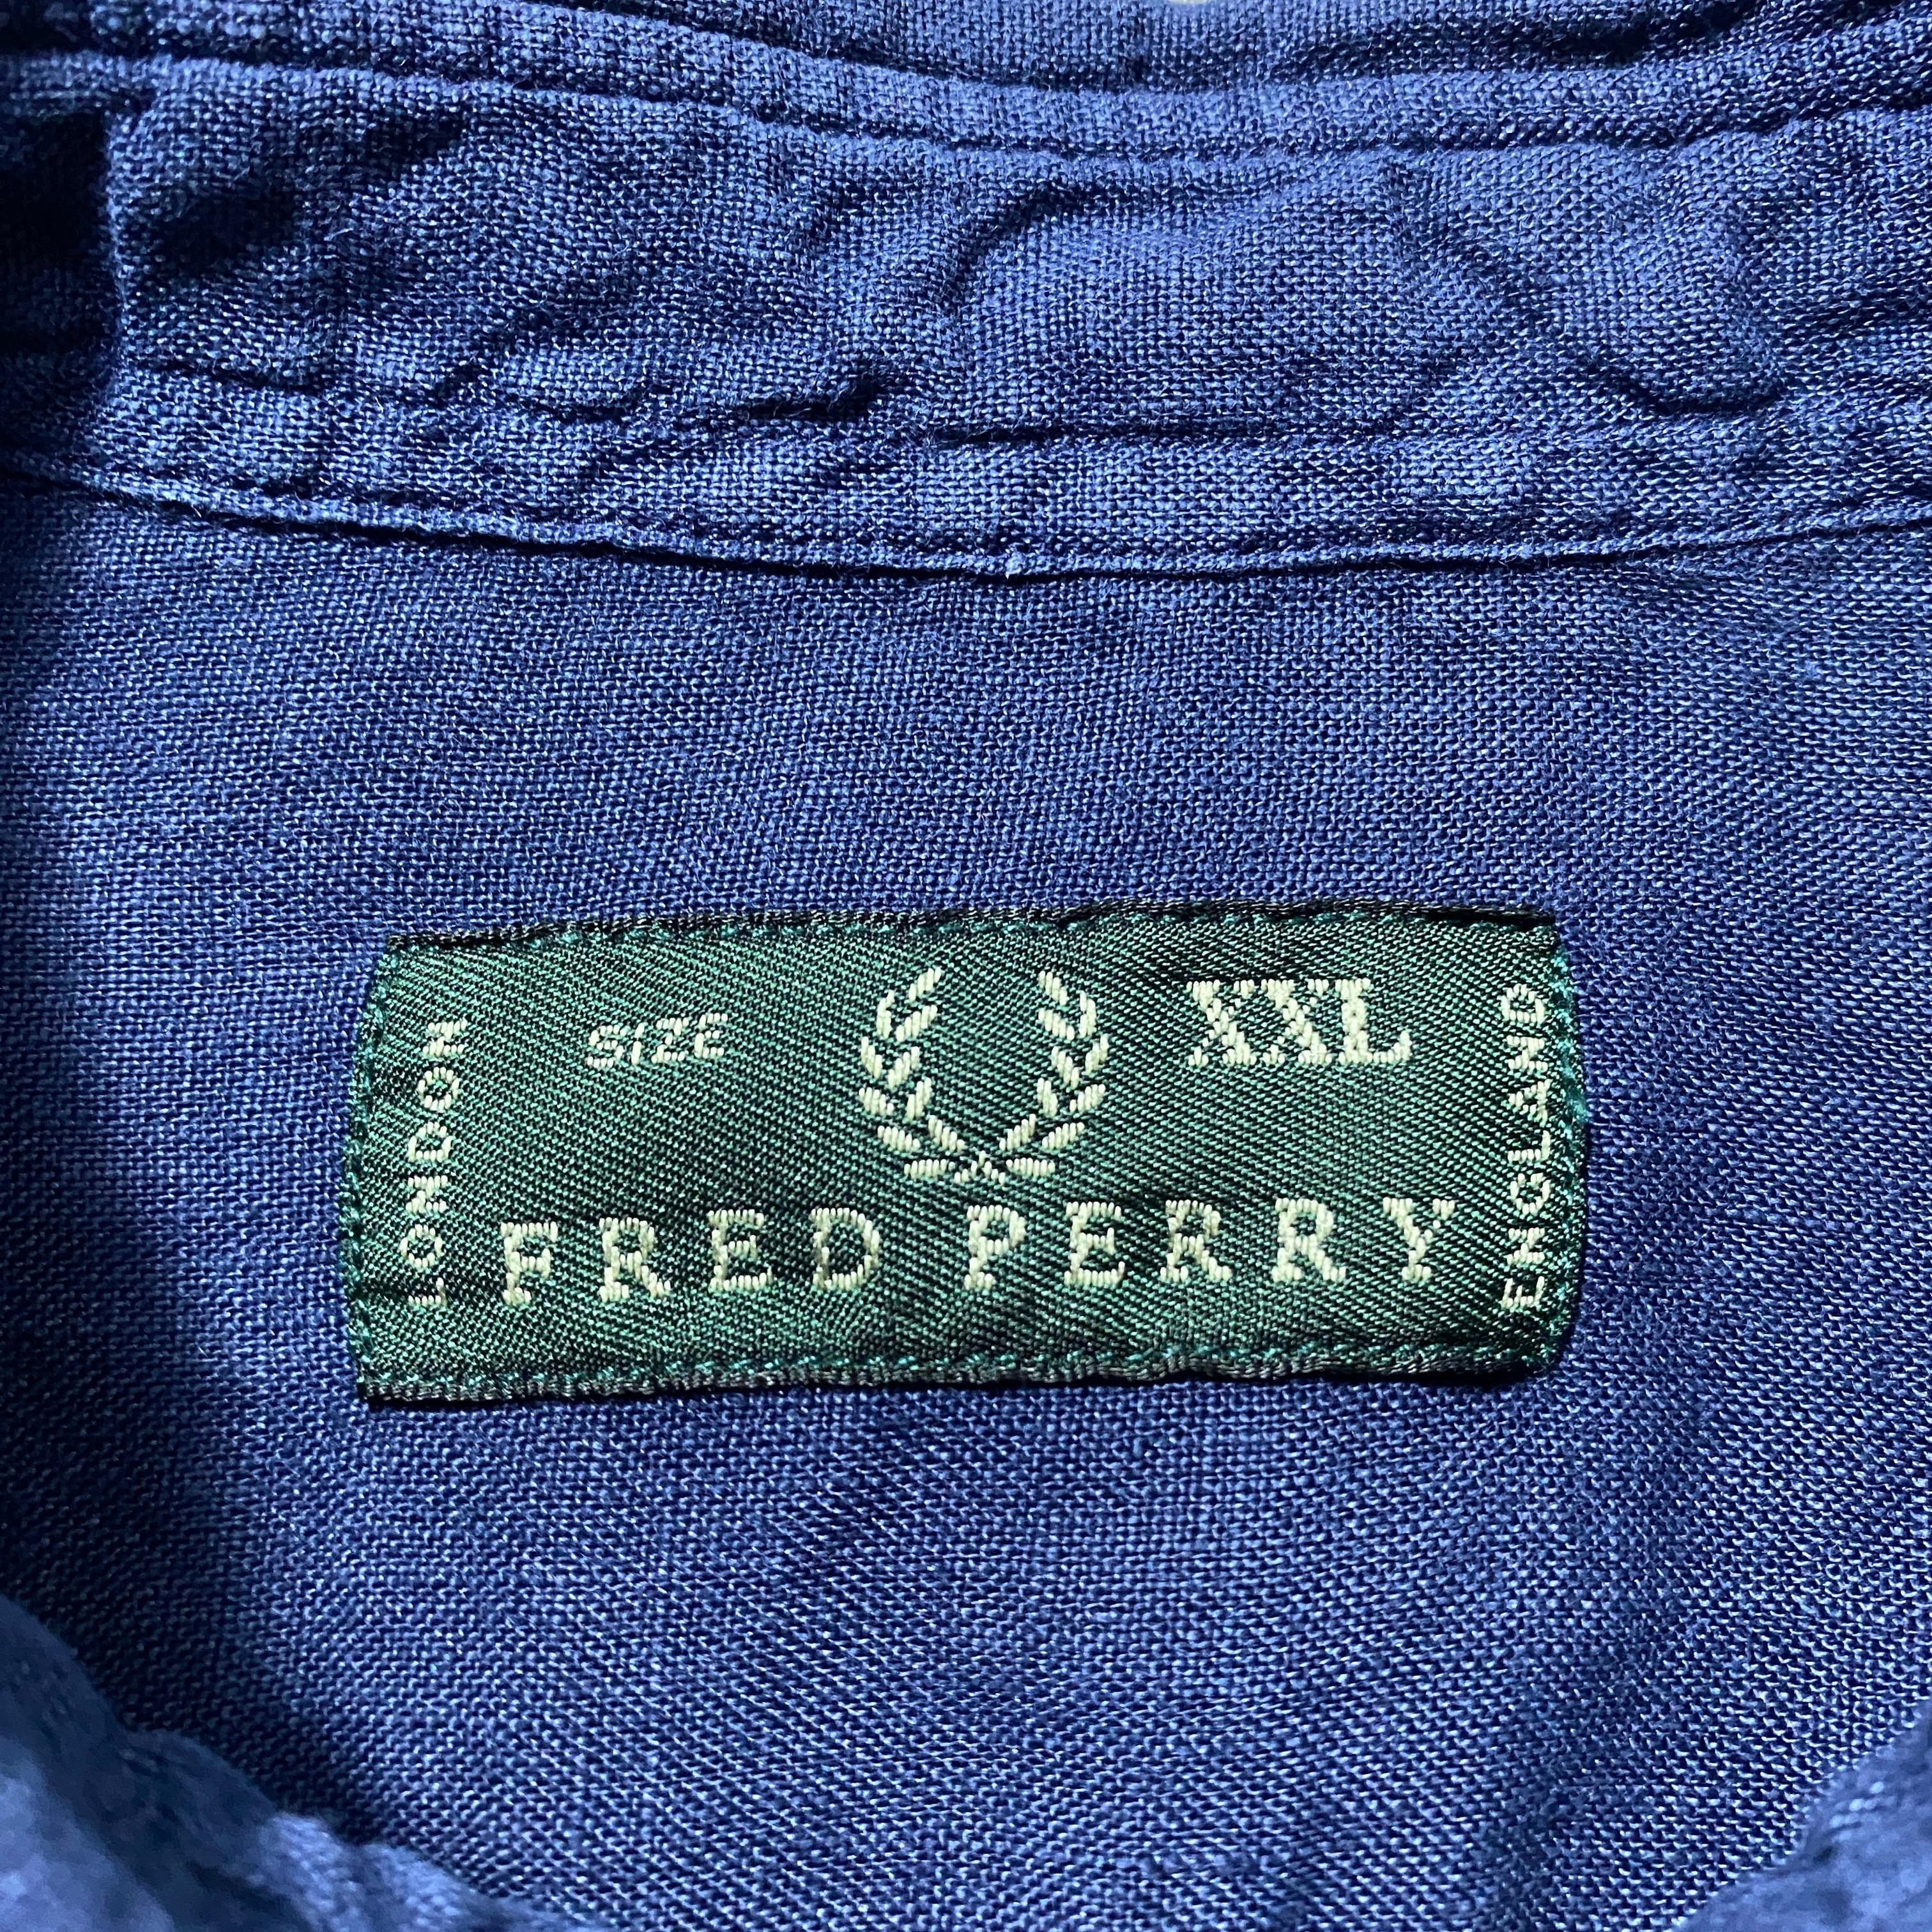 SIZE XXL
FRED PERRY
LONDON
ENGLAND